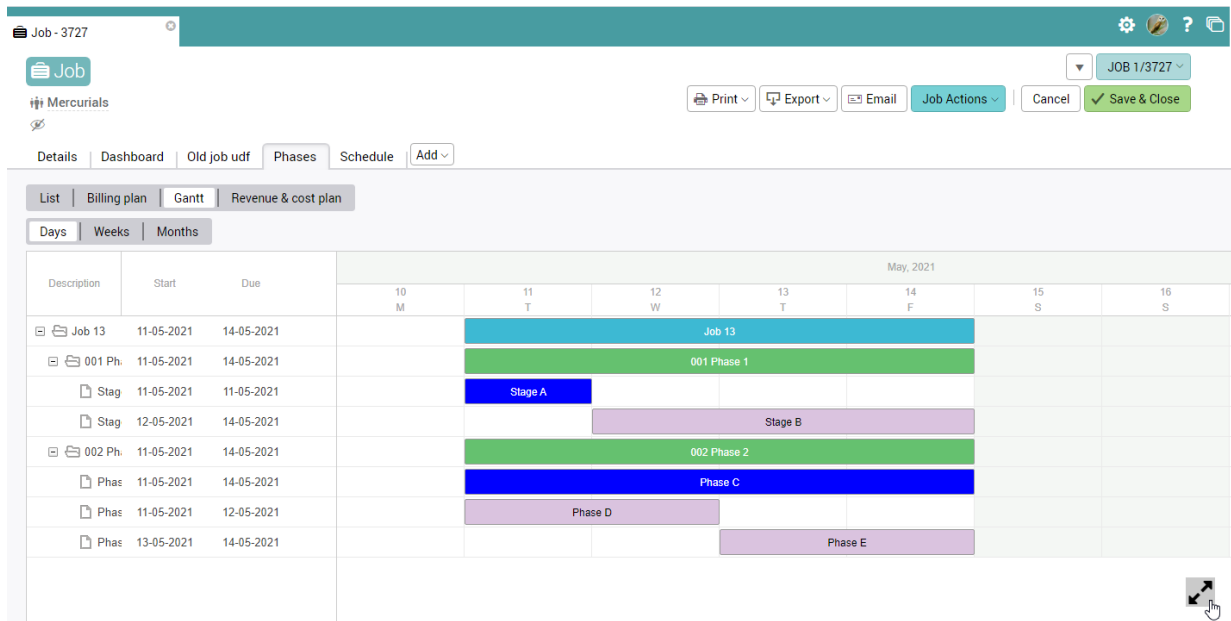 Job - 3727
?
Job
JOB 1/3727
Mercurials
Print
Export
Email
Job Actions
Cancel
Save & Close
Details
Dashboard
Old job udf
Phases
Schedule
Add
List
Billing plan
Gantt
Revenue & cost plan
Days
Weeks
Months
Description Start Due
May, 2021
10 11 12 13 14 15 16
M T W T F S S
Job 13 11-05-2021 14-05-2021 Job 13
001 Ph 11-05-2021 14-05-2021 001 Phase 1
Stag 11-05-2021 11-05-2021 Stage A
Stag 12-05-2021 14-05-2021 Stage B
002 Ph 11-05-2021 14-05-2021 002 Phase 2
Phas 11-05-2021 14-05-2021 Phase C
Phas 11-05-2021 12-05-2021 Phase D
Phas 13-05-2021 14-05-2021 Phase E